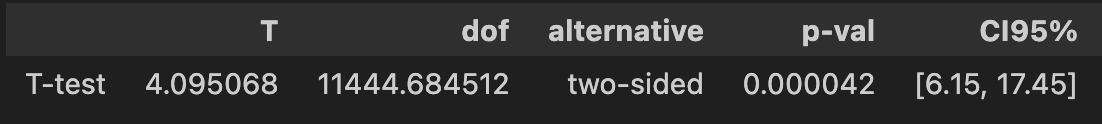 T dof alternative p-val CI95%
T-test 4.095068 11444.684512 two-sided 0.000042 [6.15, 17.45]